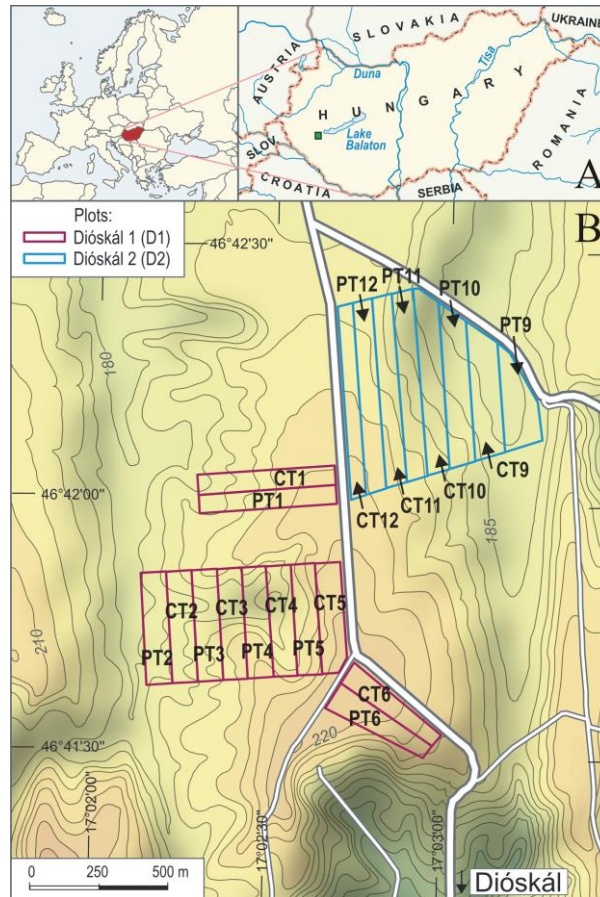 SLOVAKIA
UKRAINE
AUSTRIA
Duna
Tisa
HUNGARY
Lake
Balaton
SLOV.
ROMANIA
CROATIA
SERBIA
A
Plots:
Dióskál 1 (D1)
Dióskál 2 (D2)
46°42'30"
B
PT12
PT11
PT10
PT9
180
CT1
PT1
46°42'00"
CT12
CT11
CT10
CT9
185
CT2
CT3
CT4
CT5
PT2
PT3
PT4
PT5
210
CT6
PT6
220
46°41'30"
17°02'00"
17°02'30"
17°03'00"
0 250 500 m
Dióskál